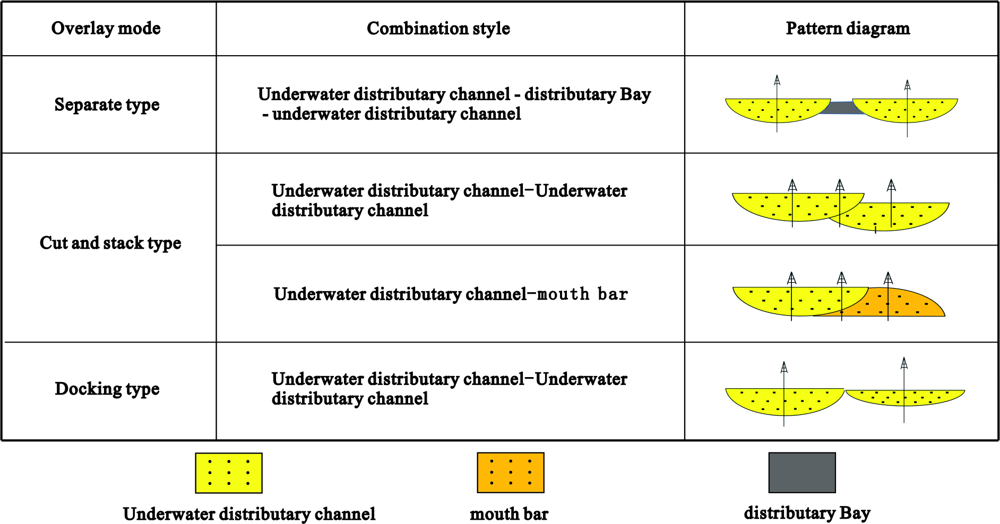 Overlay mode
Combination style
Pattern diagram
Separate type
Underwater distributary channel - distributary Bay
- underwater distributary channel
Cut and stack type
Underwater distributary channel-Underwater
distributary channel
Underwater distributary channel-mouth bar
Docking type
Underwater distributary channel-Underwater
distributary channel
Underwater distributary channel
mouth bar
distributary Bay